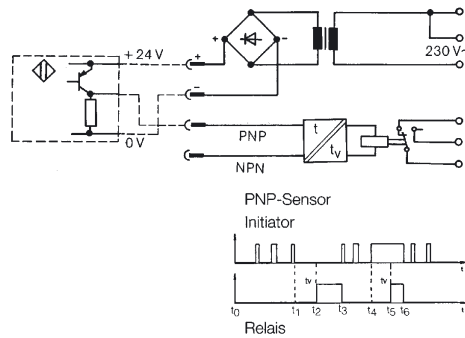 + 24 V
+
+
−
230 V~
−
0 V
PNP
t
tv
NPN
PNP-Sensor
Initiator
t
tv
tv
t0
t1
t2
t3
t4
t5
t6
t
Relais